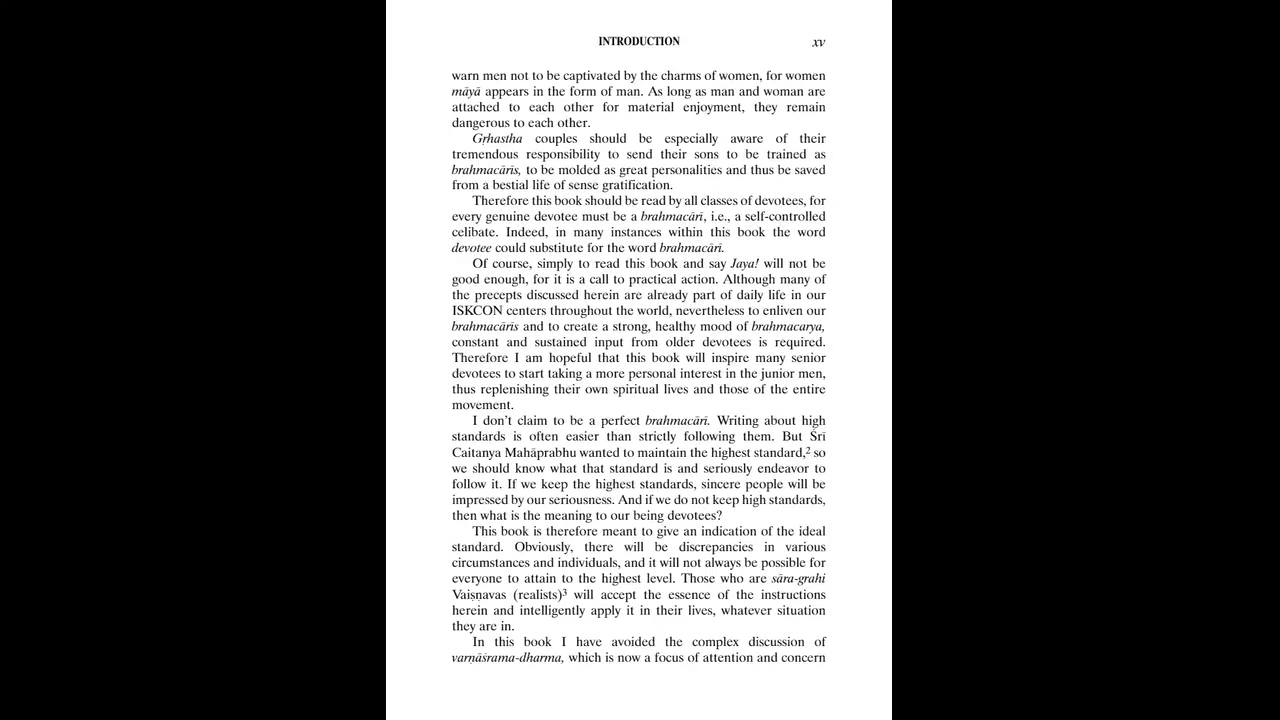 INTRODUCTION xv
warn men not to be captivated by the charms of women, for women
māyā appears in the form of man. As long as man and woman are
attached to each other for material enjoyment, they remain
dangerous to each other.
Gṛhastha couples should be especially aware of their
tremendous responsibility to send their sons to be trained as
brahmacārīs, to be molded as great personalities and thus be saved
from a bestial life of sense gratification.
Therefore this book should be read by all classes of devotees, for
every genuine devotee must be a brahmacārī, i.e., a self-controlled
celibate. Indeed, in many instances within this book the word
devotee could substitute for the word brahmacārī.
Of course, simply to read this book and say Jaya! will not be
good enough, for it is a call to practical action. Although many of
the precepts discussed herein are already part of daily life in our
ISKCON centers throughout the world, nevertheless to enliven our
brahmacārīs and to create a strong, healthy mood of brahmacarya,
constant and sustained input from older devotees is required.
Therefore I am hopeful that this book will inspire many senior
devotees to start taking a more personal interest in the junior men,
thus replenishing their own spiritual lives and those of the entire
movement.
I don't claim to be a perfect brahmacārī. Writing about high
standards is often easier than strictly following them. But Śrī
Caitanya Mahāprabhu wanted to maintain the highest standard,² so
we should know what that standard is and seriously endeavor to
follow it. If we keep the highest standards, sincere people will be
impressed by our seriousness. And if we do not keep high standards,
then what is the meaning to our being devotees?
This book is therefore meant to give an indication of the ideal
standard. Obviously, there will be discrepancies in various
circumstances and individuals, and it will not always be possible for
everyone to attain to the highest level. Those who are sāra-grahi
Vaiṣṇavas (realists)³ will accept the essence of the instructions
herein and intelligently apply it in their lives, whatever situation
they are in.
In this book I have avoided the complex discussion of
varṇāśrama-dharma, which is now a focus of attention and concern